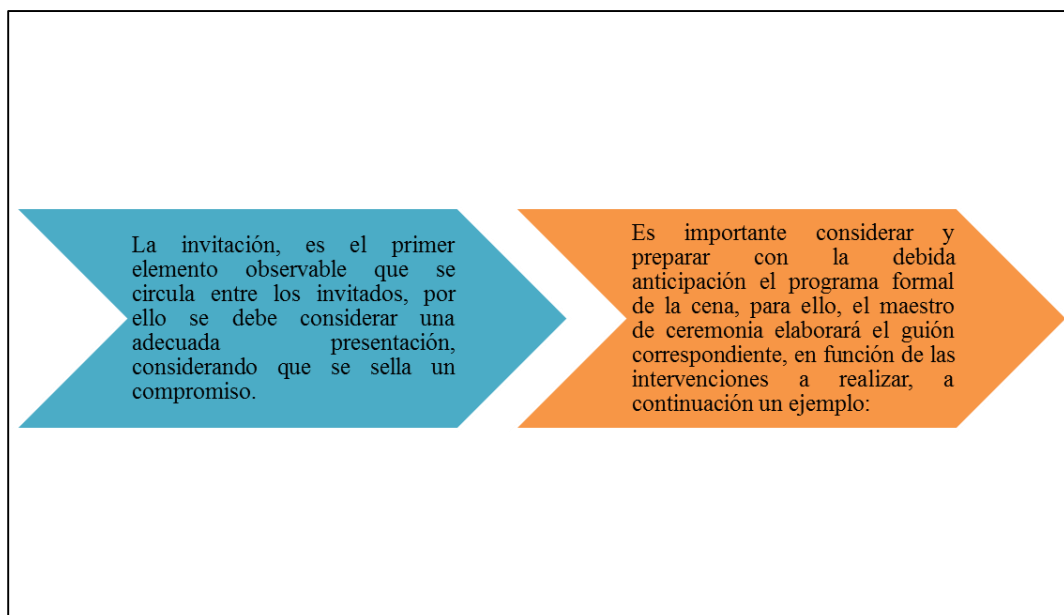 La invitación, es el primer
elemento observable que se
circula entre los invitados, por
ello se debe considerar una
adecuada presentación,
considerando que se sella un
compromiso.
Es importante considerar y
preparar con la debida
anticipación el programa formal
de la cena, para ello, el maestro
de ceremonia elaborará el guión
correspondiente, en función de las
intervenciones a realizar, a
continuación un ejemplo: